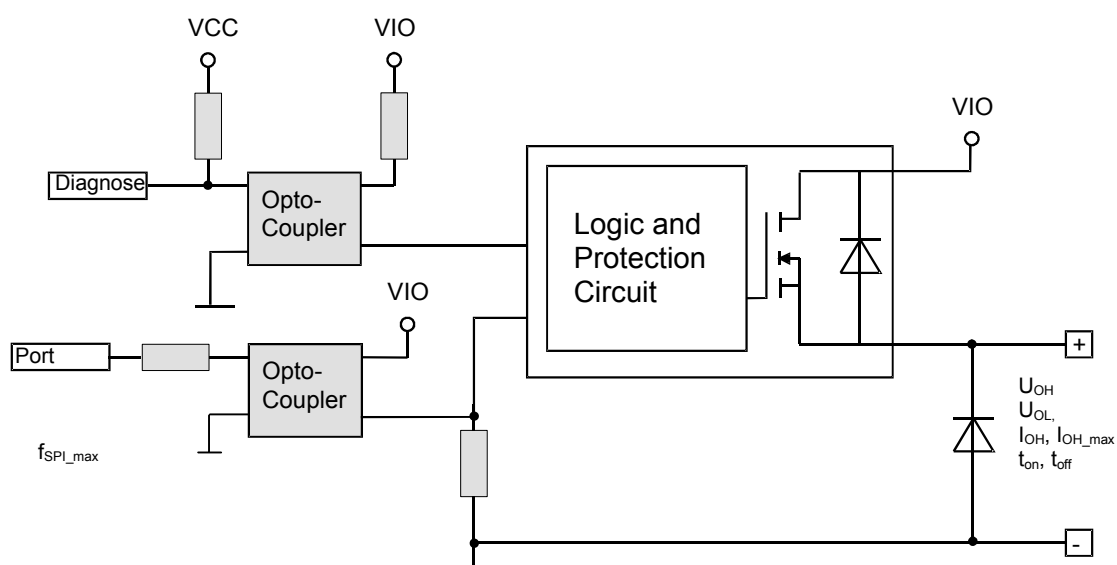 VCC
VIO
VIO
Diagnose
Opto-
Coupler
Logic and
Protection
Circuit
VIO
Port
Opto-
Coupler
+
U_OH
U_OL,
I_OH, I_OH_max
t_on, t_off
f_SPI_max
-